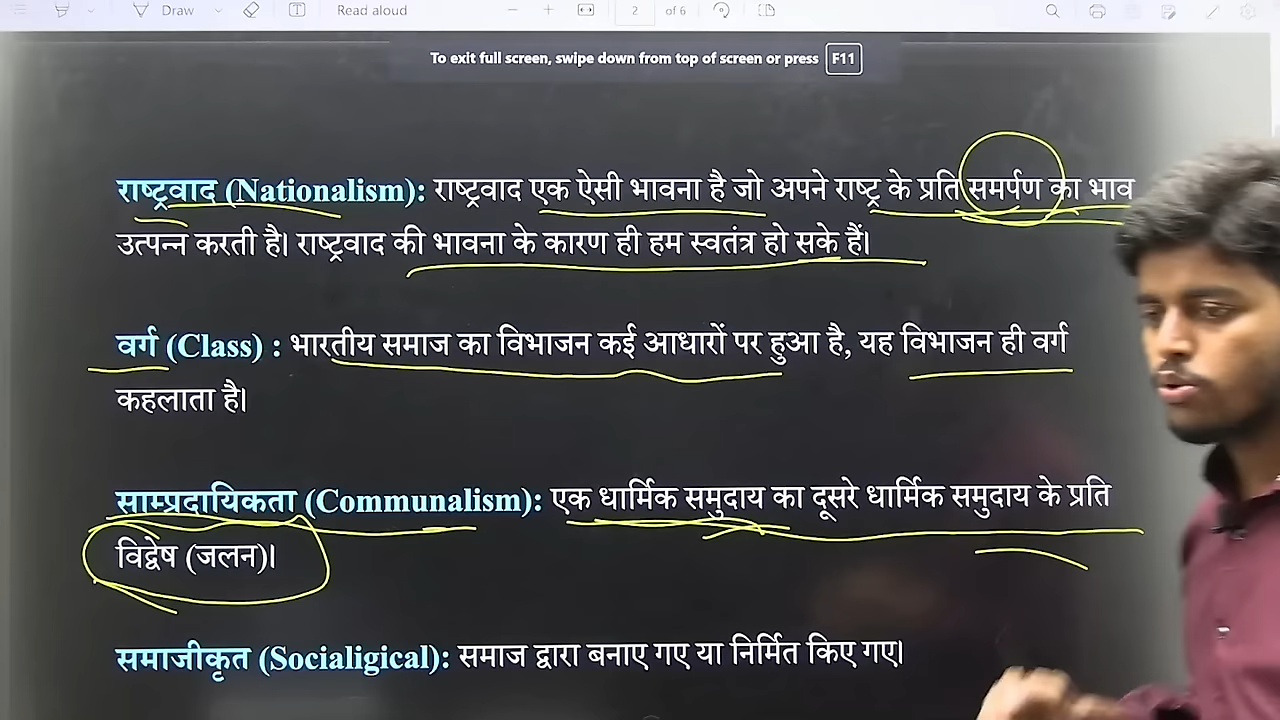 Draw
Read aloud
2 of 6
To exit full screen, swipe down from top of screen or press F11
राष्ट्रवाद (Nationalism): राष्ट्रवाद एक ऐसी भावना है जो अपने राष्ट्र के प्रति समर्पण का भाव
उत्पन्न करती है। राष्ट्रवाद की भावना के कारण ही हम स्वतंत्र हो सके हैं।
वर्ग (Class) : भारतीय समाज का विभाजन कई आधारों पर हुआ है, यह विभाजन ही वर्ग
कहलाता है।
साम्प्रदायिकता (Communalism): एक धार्मिक समुदाय का दूसरे धार्मिक समुदाय के प्रति
विद्वेष (जलन)।
समाजीकृत (Socialigical): समाज द्वारा बनाए गए या निर्मित किए गए।